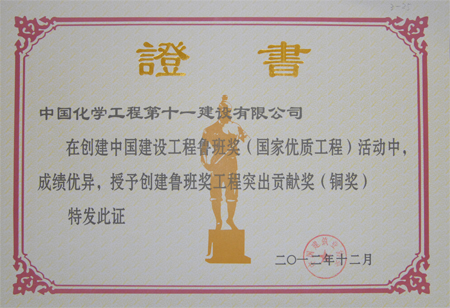 證書
中国化学工程第十一建设有限公司
在创建中国建设工程鲁班奖（国家优质工程）活动中，
成绩优异，授予创建鲁班奖工程突出贡献奖（铜奖）
特发此证
二〇一二年十二月